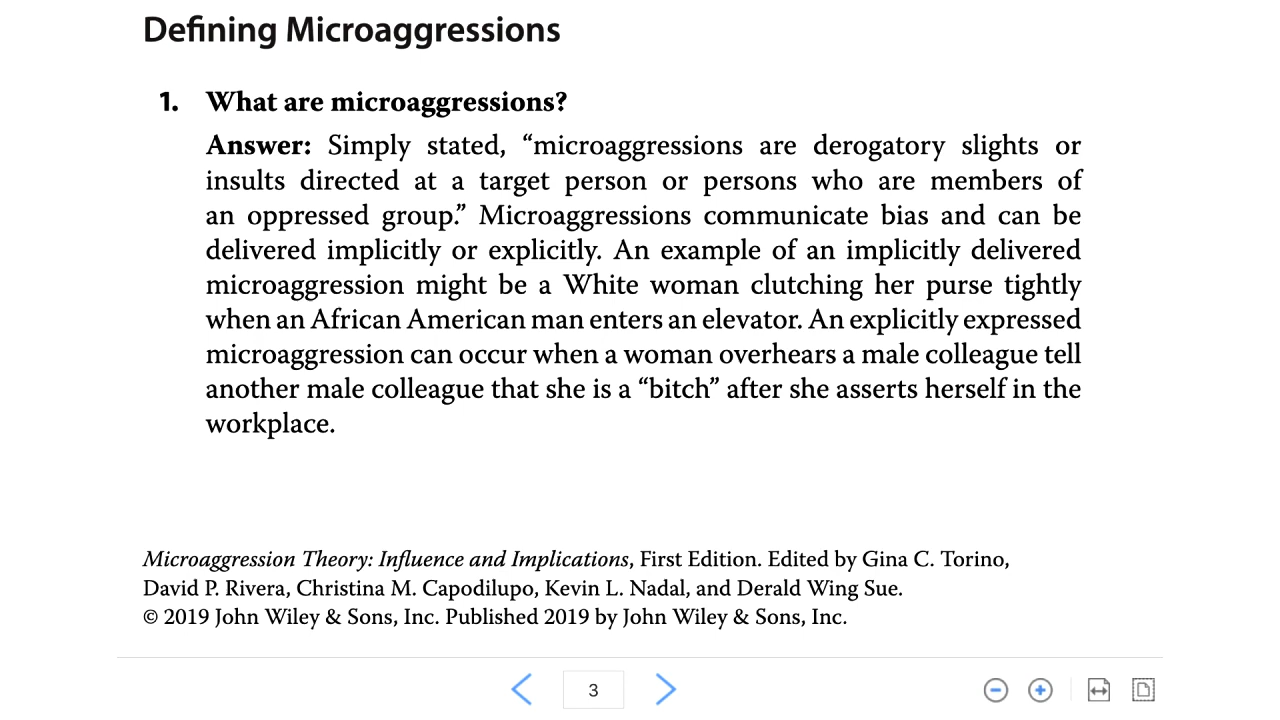 Defining Microaggressions
1. What are microaggressions?
Answer: Simply stated, “microaggressions are derogatory slights or
insults directed at a target person or persons who are members of
an oppressed group.” Microaggressions communicate bias and can be
delivered implicitly or explicitly. An example of an implicitly delivered
microaggression might be a White woman clutching her purse tightly
when an African American man enters an elevator. An explicitly expressed
microaggression can occur when a woman overhears a male colleague tell
another male colleague that she is a “bitch” after she asserts herself in the
workplace.
Microaggression Theory: Influence and Implications, First Edition. Edited by Gina C. Torino,
David P. Rivera, Christina M. Capodilupo, Kevin L. Nadal, and Derald Wing Sue.
© 2019 John Wiley & Sons, Inc. Published 2019 by John Wiley & Sons, Inc.
3